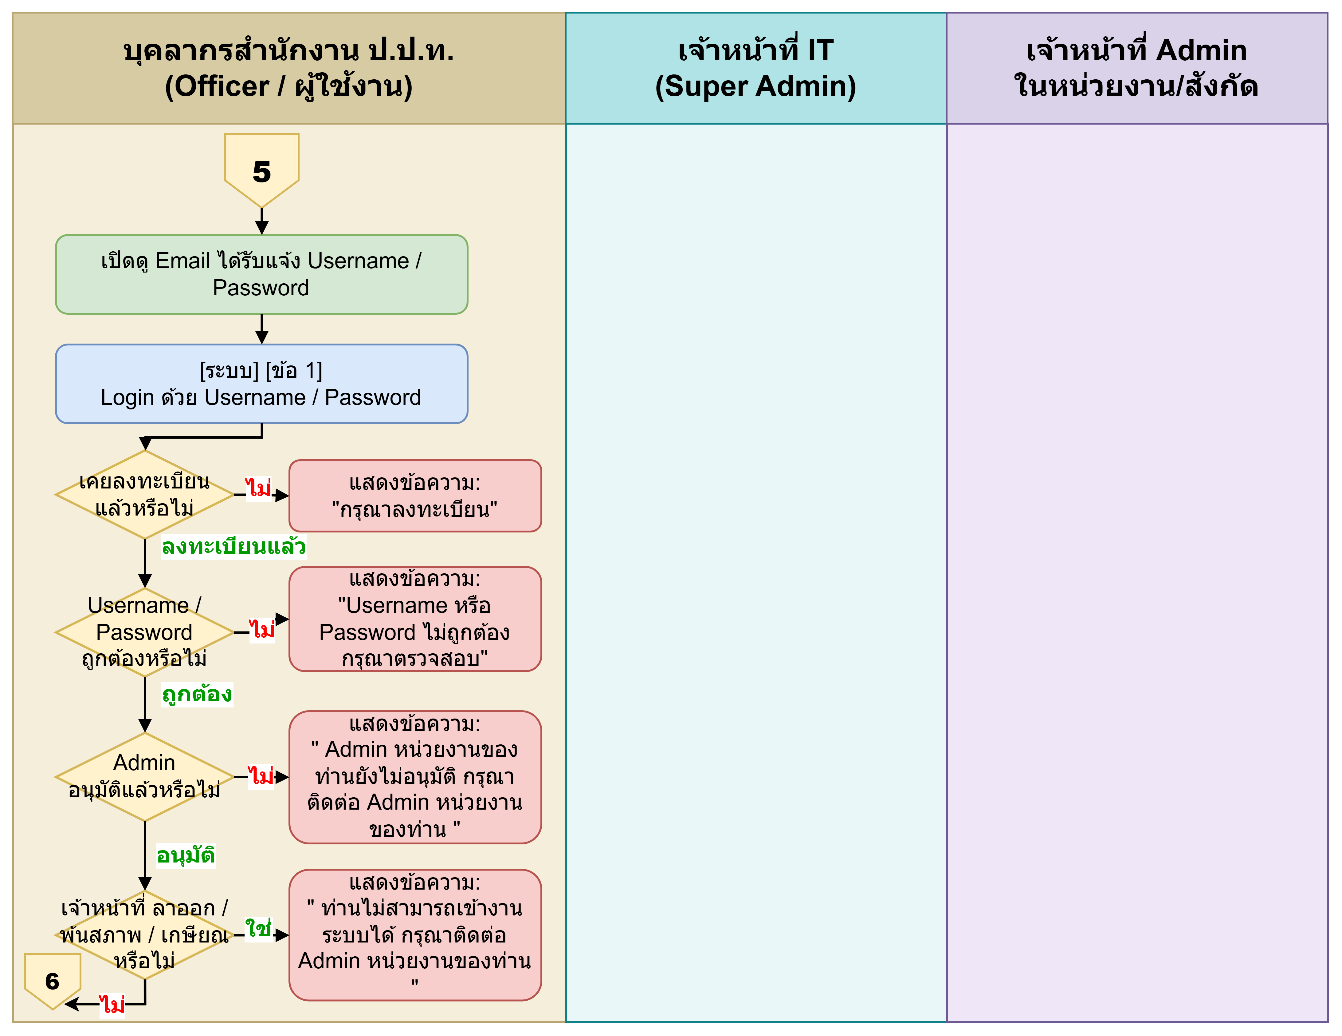 บุคลากรสำนักงาน ป.ป.ท.
(Officer / ผู้ใช้งาน)
เจ้าหน้าที่ IT
(Super Admin)
เจ้าหน้าที่ Admin
ในหน่วยงาน/สังกัด
5
เปิดดู Email ได้รับแจ้ง Username /
Password
[ระบบ] [ข้อ 1]
Login ด้วย Username / Password
เคยลงทะเบียน
แล้วหรือไม่
ไม่
แสดงข้อความ:
"กรุณาลงทะเบียน"
ลงทะเบียนแล้ว
Username /
Password
ถูกต้องหรือไม่
ไม่
แสดงข้อความ:
"Username หรือ
Password ไม่ถูกต้อง
กรุณาตรวจสอบ"
ถูกต้อง
Admin
อนุมัติแล้วหรือไม่
ไม่
แสดงข้อความ:
" Admin หน่วยงานของ
ท่านยังไม่อนุมัติ กรุณา
ติดต่อ Admin หน่วยงาน
ของท่าน "
อนุมัติ
เจ้าหน้าที่ ลาออก /
พ้นสภาพ / เกษียณ
หรือไม่
ใช่
แสดงข้อความ:
" ท่านไม่สามารถเข้างาน
ระบบได้ กรุณาติดต่อ
Admin หน่วยงานของท่าน
"
6
ไม่